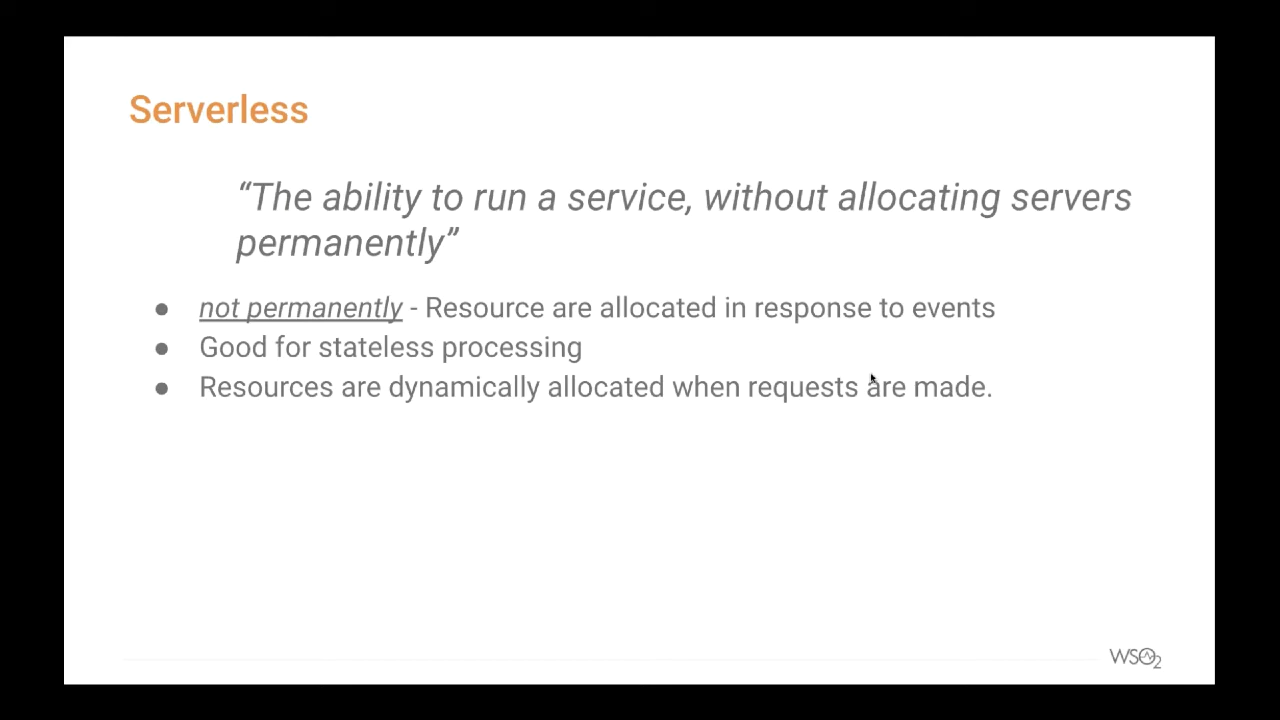 Serverless
“The ability to run a service, without allocating servers
permanently”
● not permanently - Resource are allocated in response to events
● Good for stateless processing
● Resources are dynamically allocated when requests are made.
WSO2